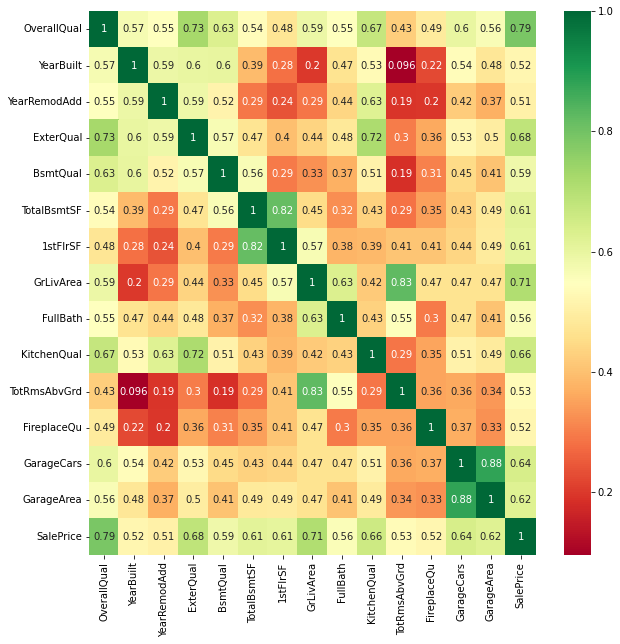 OverallQual 1 0.57 0.55 0.73 0.63 0.54 0.48 0.59 0.55 0.67 0.43 0.49 0.6 0.56 0.79
YearBuilt 0.57 1 0.59 0.6 0.6 0.39 0.28 0.2 0.47 0.53 0.096 0.22 0.54 0.48 0.52
YearRemodAdd 0.55 0.59 1 0.59 0.52 0.29 0.24 0.29 0.44 0.63 0.19 0.2 0.42 0.37 0.51
ExterQual 0.73 0.6 0.59 1 0.57 0.47 0.4 0.44 0.48 0.72 0.3 0.36 0.53 0.5 0.68
BsmtQual 0.63 0.6 0.52 0.57 1 0.56 0.29 0.33 0.37 0.51 0.19 0.31 0.45 0.41 0.59
TotalBsmtSF 0.54 0.39 0.29 0.47 0.56 1 0.82 0.45 0.32 0.43 0.29 0.35 0.43 0.49 0.61
1stFlrSF 0.48 0.28 0.24 0.4 0.29 0.82 1 0.57 0.38 0.39 0.41 0.41 0.44 0.49 0.61
GrLivArea 0.59 0.2 0.29 0.44 0.33 0.45 0.57 1 0.63 0.42 0.83 0.47 0.47 0.47 0.71
FullBath 0.55 0.47 0.44 0.48 0.37 0.32 0.38 0.63 1 0.43 0.55 0.3 0.47 0.41 0.56
KitchenQual 0.67 0.53 0.63 0.72 0.51 0.43 0.39 0.42 0.43 1 0.29 0.35 0.51 0.49 0.66
TotRmsAbvGrd 0.43 0.096 0.19 0.3 0.19 0.29 0.41 0.83 0.55 0.29 1 0.36 0.36 0.34 0.53
FireplaceQu 0.49 0.22 0.2 0.36 0.31 0.35 0.41 0.47 0.3 0.35 0.36 1 0.37 0.33 0.52
GarageCars 0.6 0.54 0.42 0.53 0.45 0.43 0.44 0.47 0.47 0.51 0.36 0.37 1 0.88 0.64
GarageArea 0.56 0.48 0.37 0.5 0.41 0.49 0.49 0.47 0.41 0.49 0.34 0.33 0.88 1 0.62
SalePrice 0.79 0.52 0.51 0.68 0.59 0.61 0.61 0.71 0.56 0.66 0.53 0.52 0.64 0.62 1
OverallQual
YearBuilt
YearRemodAdd
ExterQual
BsmtQual
TotalBsmtSF
1stFlrSF
GrLivArea
FullBath
KitchenQual
TotRmsAbvGrd
FireplaceQu
GarageCars
GarageArea
SalePrice
1.0
0.8
0.6
0.4
0.2